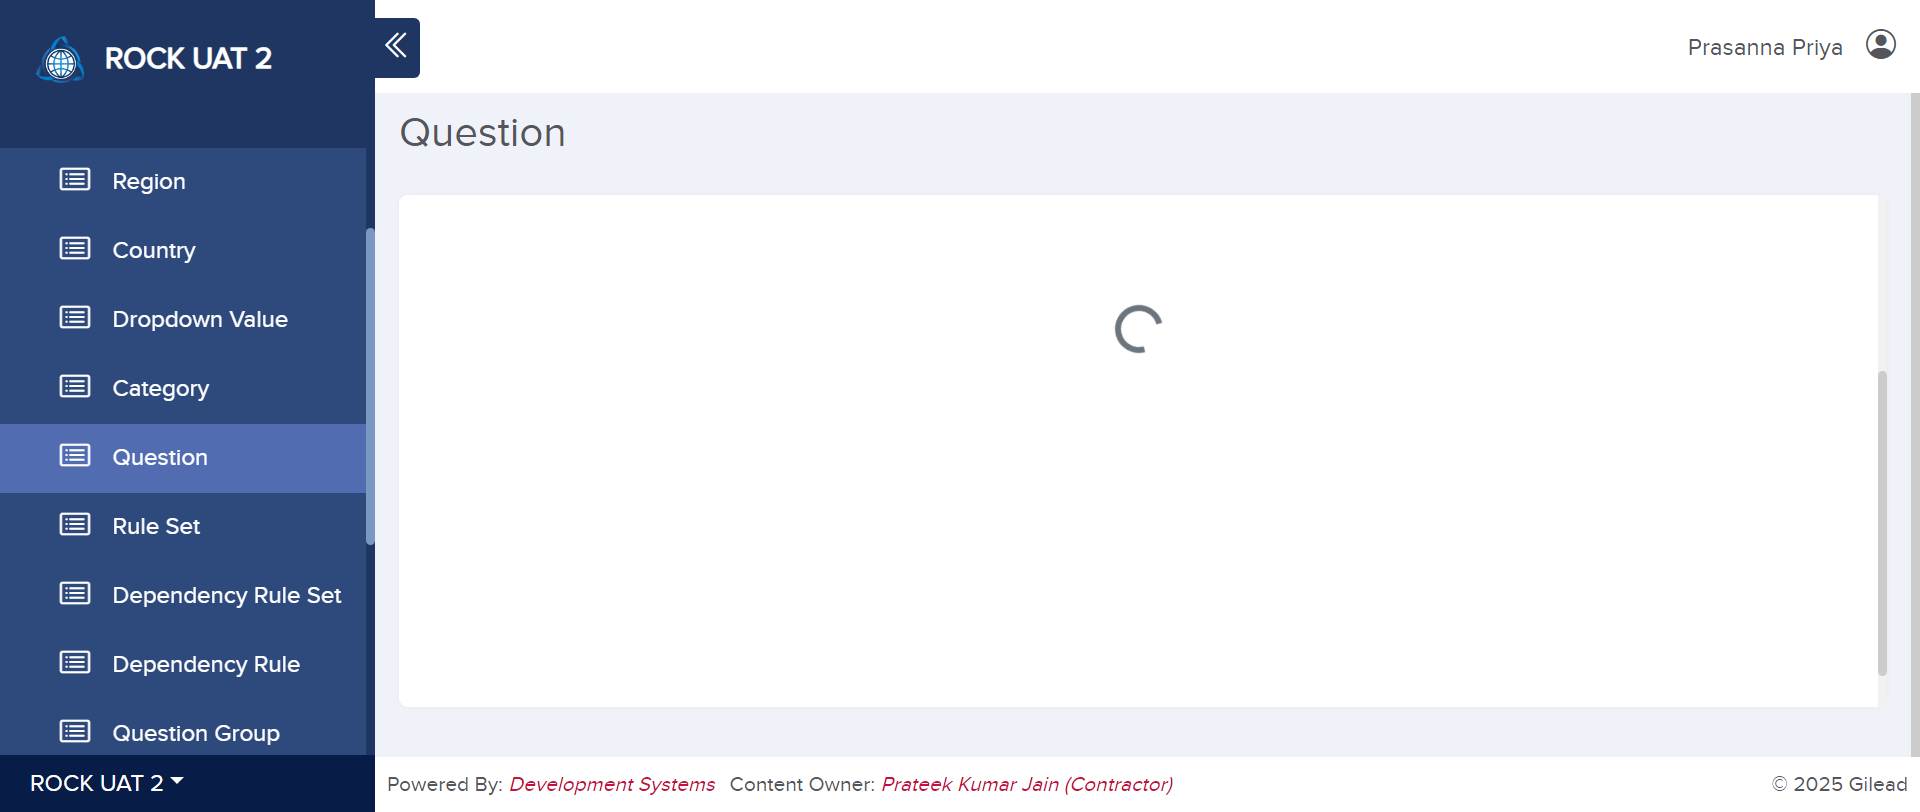 ROCK UAT 2
Prasanna Priya
Question
Region
Country
Dropdown Value
Category
Question
Rule Set
Dependency Rule Set
Dependency Rule
Question Group
ROCK UAT 2
Powered By: Development Systems Content Owner: Prateek Kumar Jain (Contractor)
© 2025 Gilead